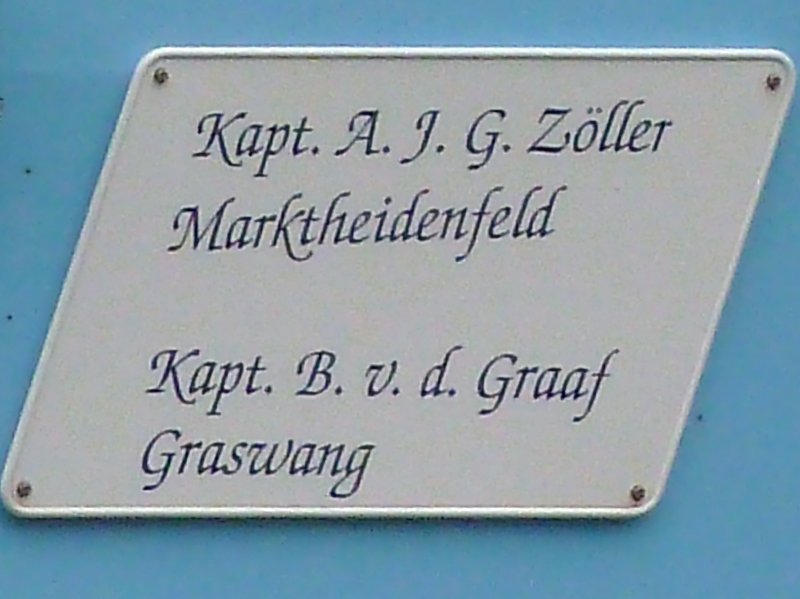 Kapt. A. J. G. Zöller
Marktheidenfeld
Kapt. B. v. d. Graaf
Graswang